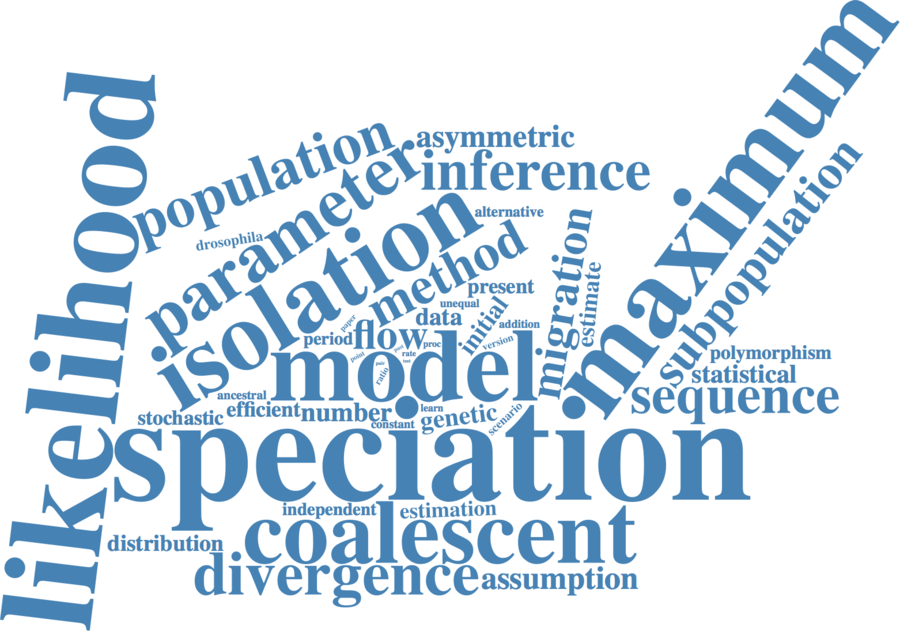 maximum
likelihood
population
asymmetric
parameter
inference
subpopulation
drosophila
isolation
alternative
method
migration
present
estimate
unequal
initial
data
addition
paper
period
flow
proc
version
point
rate
test
ratio
model
polymorphism
statistical
ancestral
sequence
stochastic
efficient
number
learn
constant
genetic
scenario
speciation
independent
estimation
distribution
coalescent
divergence
assumption